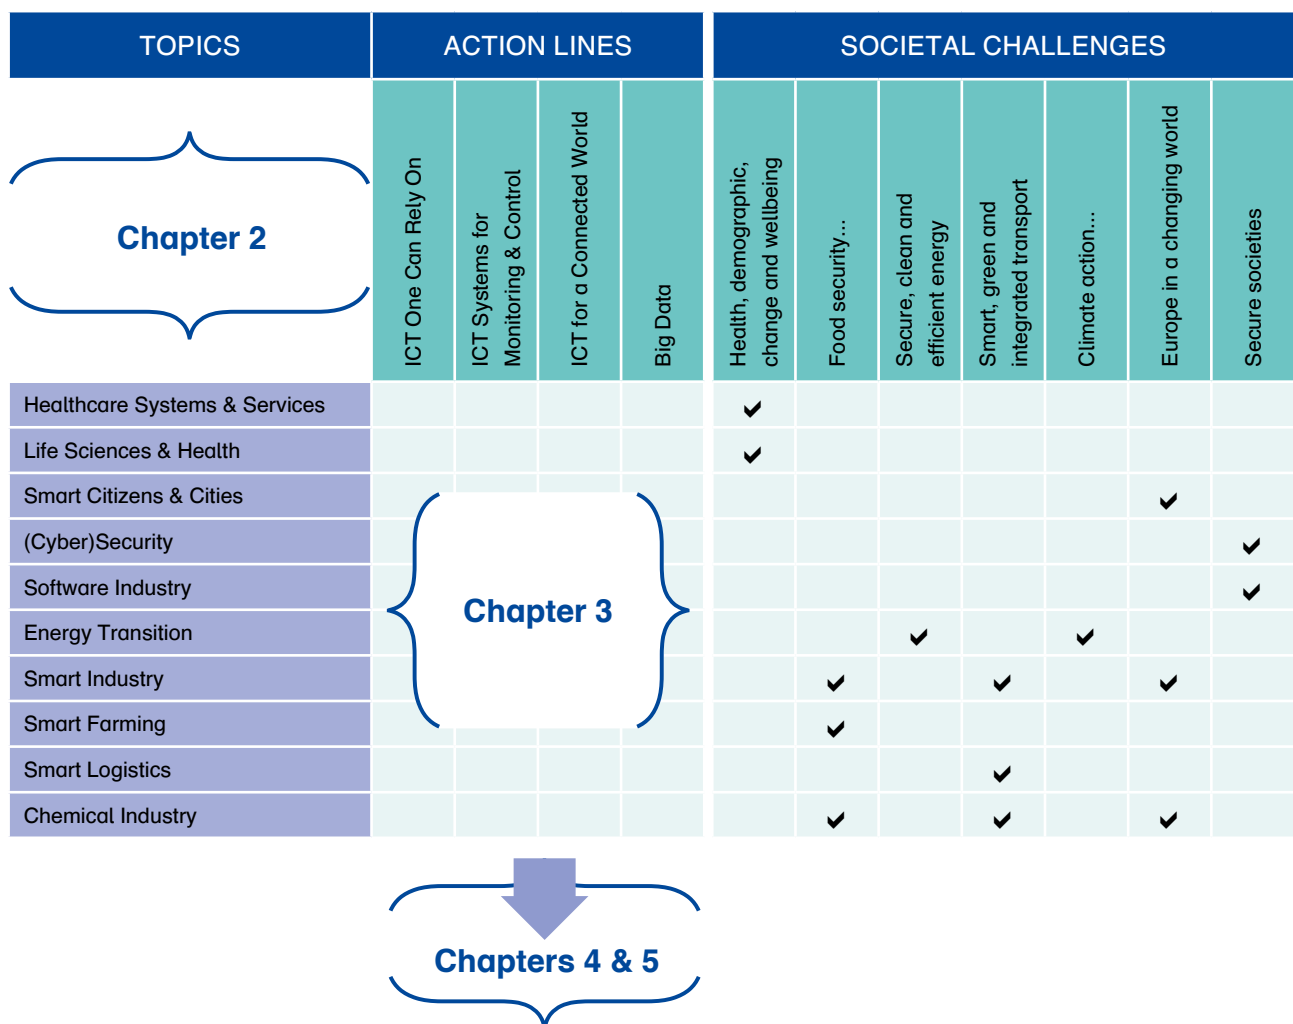 TOPICS
ACTION LINES
SOCIETAL CHALLENGES
Chapter 2
ICT One Can Rely On
ICT Systems for
Monitoring & Control
ICT for a Connected World
Big Data
Health, demographic,
change and wellbeing
Food security...
Secure, clean and
efficient energy
Smart, green and
integrated transport
Climate action...
Europe in a changing world
Secure societies
Healthcare Systems & Services
Life Sciences & Health
Smart Citizens & Cities
(Cyber)Security
Software Industry
Energy Transition
Smart Industry
Smart Farming
Smart Logistics
Chemical Industry
Chapter 3
Chapters 4 & 5